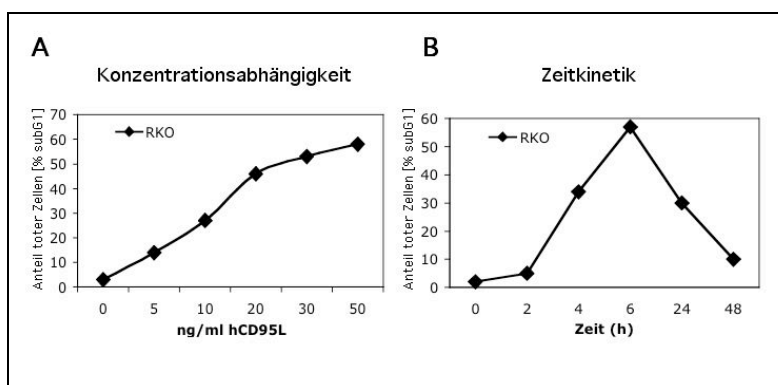 A
Konzentrationsabhängigkeit
Anteil toter Zellen [% subG1]
70
60
50
40
30
20
10
0
RKO
0 5 10 20 30 50
ng/ml hCD95L
B
Zeitkinetik
Anteil toter Zellen [% subG1]
60
50
40
30
20
10
0
RKO
0 2 4 6 24 48
Zeit (h)